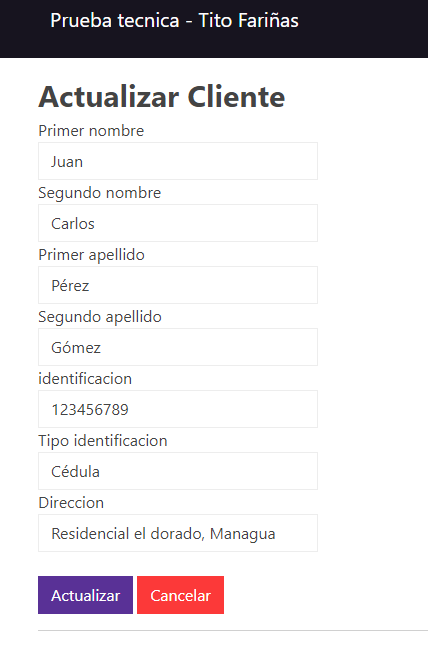 Prueba tecnica - Tito Fariñas
Actualizar Cliente
Primer nombre
Juan
Segundo nombre
Carlos
Primer apellido
Pérez
Segundo apellido
Gómez
identificacion
123456789
Tipo identificacion
Cédula
Direccion
Residencial el dorado, Managua
Actualizar Cancelar